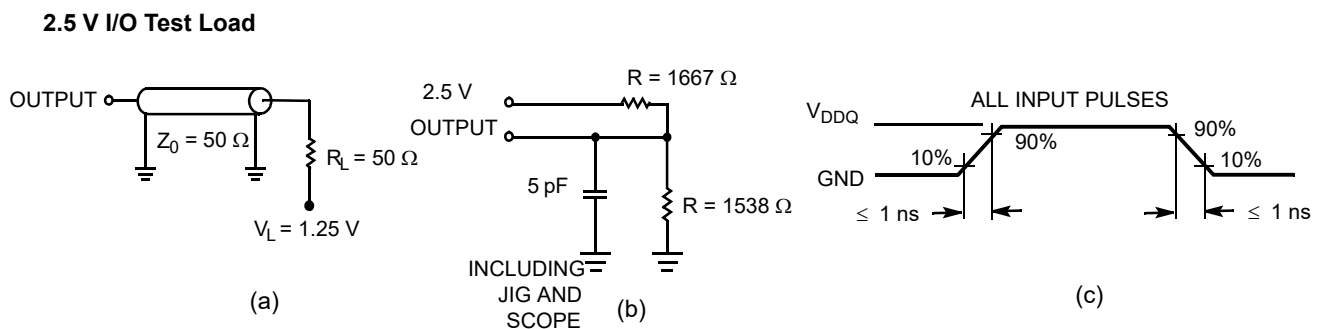 2.5 V I/O Test Load
OUTPUT
Z0 = 50 Ω
RL = 50 Ω
VL = 1.25 V
(a)
R = 1667 Ω
2.5 V
OUTPUT
5 pF
R = 1538 Ω
INCLUDING
JIG AND
SCOPE
(b)
ALL INPUT PULSES
VDDQ
GND
10%
90%
90%
10%
≤ 1 ns
≤ 1 ns
(c)